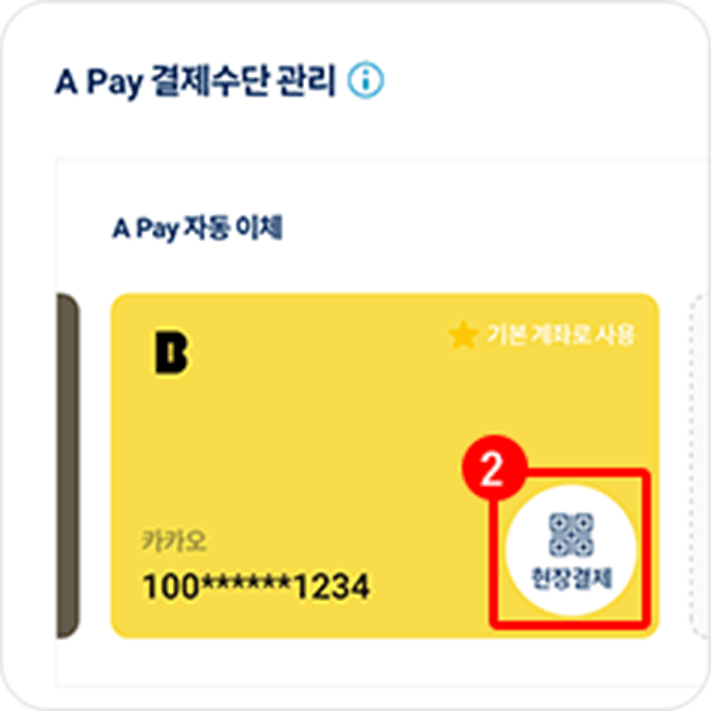 A Pay 결제수단 관리
A Pay 자동 이체
B
기본 계좌로 사용
2
현장결제
카카오
100******1234